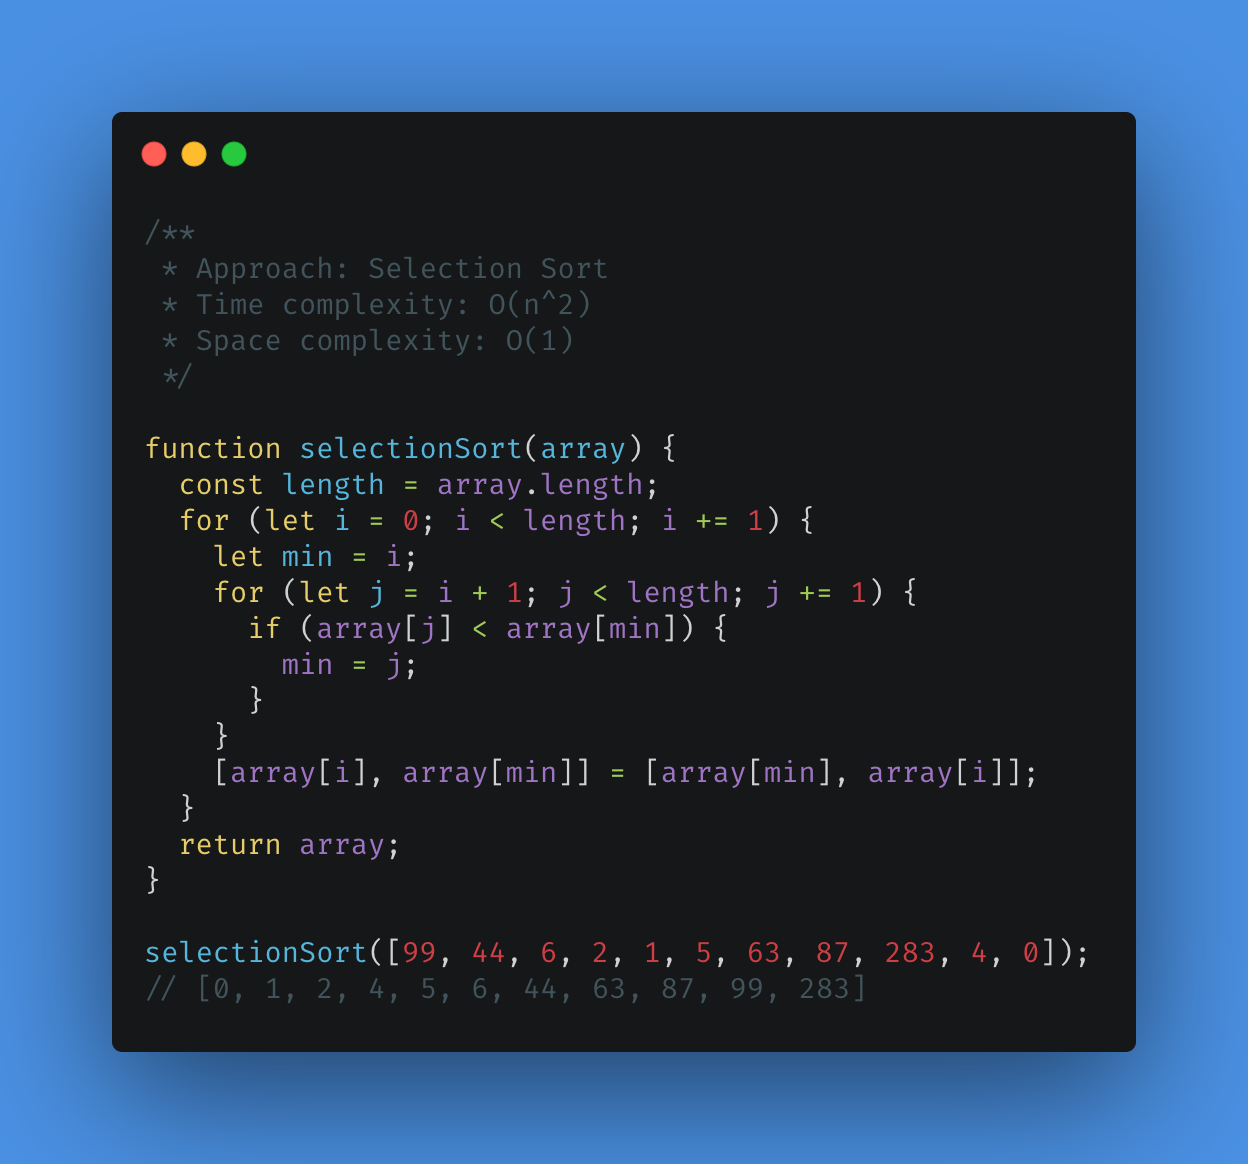 /**
 * Approach: Selection Sort
 * Time complexity: O(n^2)
 * Space complexity: O(1)
 */

function selectionSort(array) {
  const length = array.length;
  for (let i = 0; i < length; i += 1) {
    let min = i;
    for (let j = i + 1; j < length; j += 1) {
      if (array[j] < array[min]) {
        min = j;
      }
    }
    [array[i], array[min]] = [array[min], array[i]];
  }
  return array;
}

selectionSort([99, 44, 6, 2, 1, 5, 63, 87, 283, 4, 0]);
// [0, 1, 2, 4, 5, 6, 44, 63, 87, 99, 283]